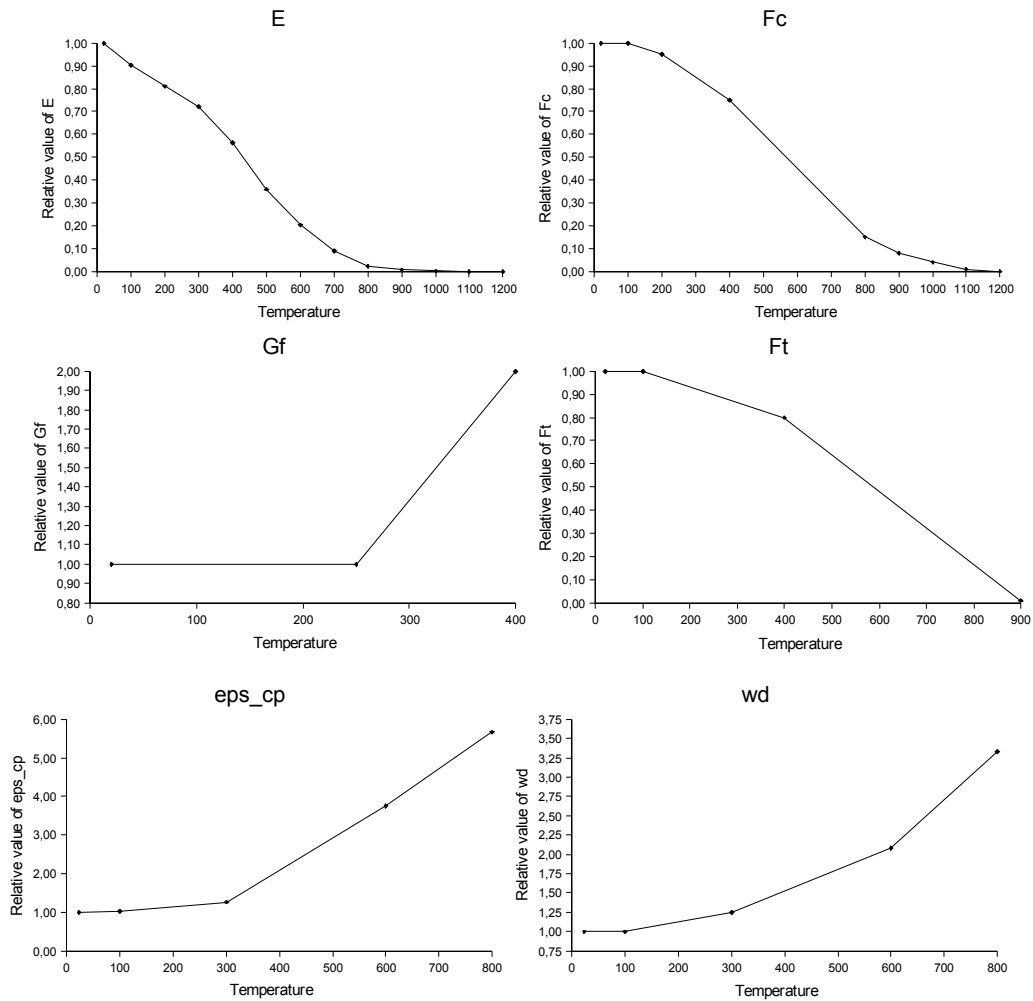 E
Relative value of E
1,00
0,90
0,80
0,70
0,60
0,50
0,40
0,30
0,20
0,10
0,00
0 100 200 300 400 500 600 700 800 900 1000 1100 1200
Temperature
Fc
Relative value of Fc
1,00
0,90
0,80
0,70
0,60
0,50
0,40
0,30
0,20
0,10
0,00
0 100 200 300 400 500 600 700 800 900 1000 1100 1200
Temperature
Gf
Relative value of Gf
2,00
1,90
1,80
1,70
1,60
1,50
1,40
1,30
1,20
1,10
1,00
0,90
0,80
0 100 200 300 400
Temperature
Ft
Relative value of Ft
1,00
0,90
0,80
0,70
0,60
0,50
0,40
0,30
0,20
0,10
0,00
0 100 200 300 400 500 600 700 800 900
Temperature
eps_cp
Relative value of eps_cp
6,00
5,00
4,00
3,00
2,00
1,00
0,00
0 100 200 300 400 500 600 700 800
Temperature
wd
Relative value of wd
3,75
3,50
3,25
3,00
2,75
2,50
2,25
2,00
1,75
1,50
1,25
1,00
0,75
0 100 200 300 400 500 600 700 800
Temperature